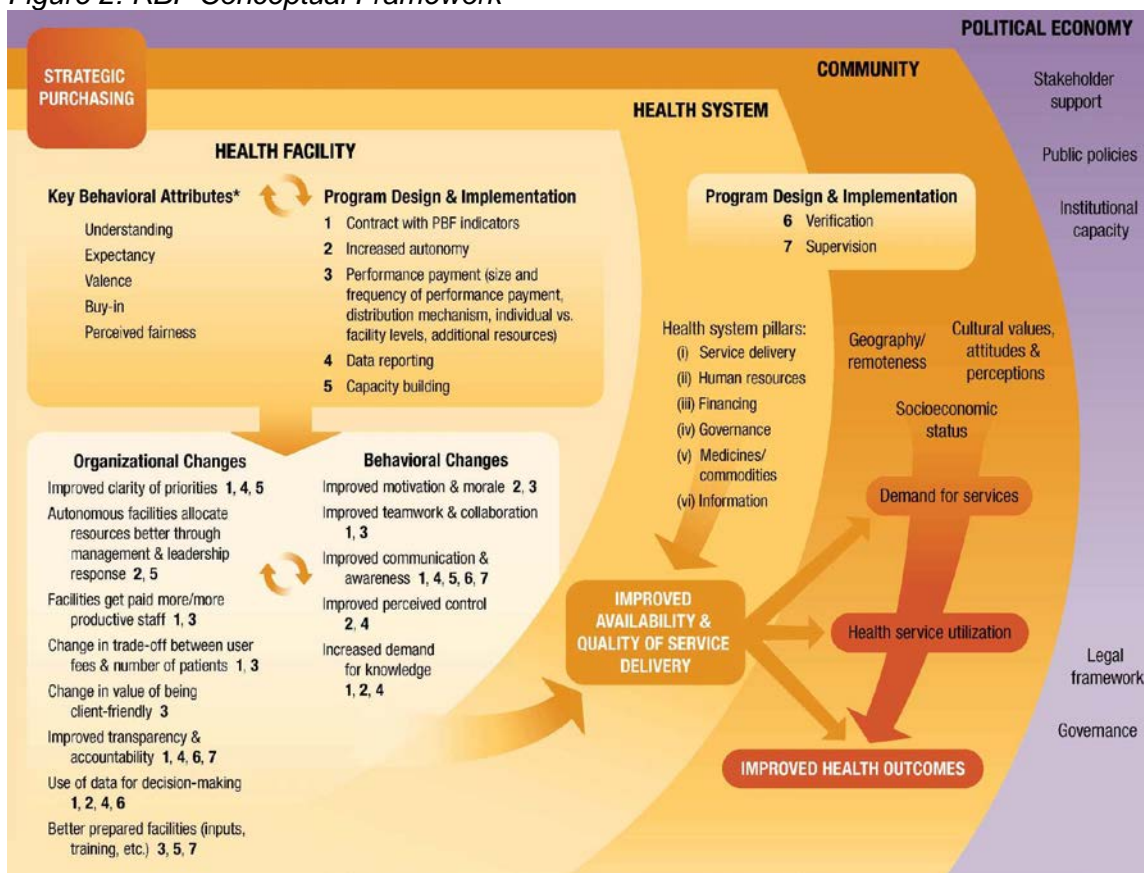 Figure 2: RBF Conceptual Framework
POLITICAL ECONOMY
COMMUNITY
HEALTH SYSTEM
STRATEGIC
PURCHASING
HEALTH FACILITY
Key Behavioral Attributes*
Understanding
Expectancy
Valence
Buy-in
Perceived fairness
Program Design & Implementation
1 Contract with PBF indicators
2 Increased autonomy
3 Performance payment (size and
frequency of performance payment,
distribution mechanism, individual vs.
facility levels, additional resources)
4 Data reporting
5 Capacity building
Organizational Changes
Improved clarity of priorities 1, 4, 5
Autonomous facilities allocate
resources better through
management & leadership
response 2, 5
Facilities get paid more/more
productive staff 1, 3
Change in trade-off between user
fees & number of patients 1, 3
Change in value of being
client-friendly 3
Improved transparency &
accountability 1, 4, 6, 7
Use of data for decision-making
1, 2, 4, 6
Better prepared facilities (inputs,
training, etc.) 3, 5, 7
Behavioral Changes
Improved motivation & morale 2, 3
Improved teamwork & collaboration
1, 3
Improved communication &
awareness 1, 4, 5, 6, 7
Improved perceived control
2, 4
Increased demand
for knowledge
1, 2, 4
Program Design & Implementation
6 Verification
7 Supervision
Health system pillars:
(i) Service delivery
(ii) Human resources
(iii) Financing
(iv) Governance
(v) Medicines/
commodities
(vi) Information
IMPROVED
AVAILABILITY &
QUALITY OF SERVICE
DELIVERY
Geography/
remoteness
Cultural values,
attitudes &
perceptions
Socioeconomic
status
Demand for services
Health service utilization
IMPROVED HEALTH OUTCOMES
Stakeholder
support
Public policies
Institutional
capacity
Legal
framework
Governance